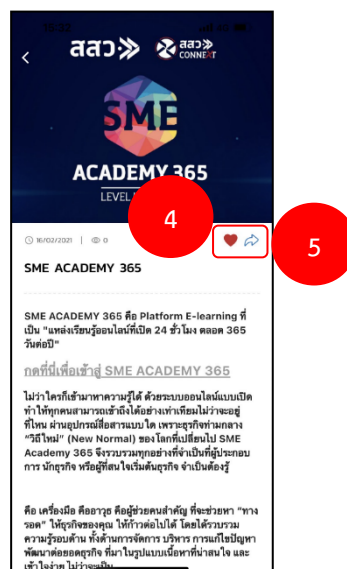 สสว
สสว
CONNEXT
SME
ACADEMY 365
LEVEL
4
16/02/2021 | 0
5
SME ACADEMY 365
SME ACADEMY 365 คือ Platform E-learning ที่
เป็น "แหล่งเรียนรู้ออนไลน์ที่เปิด 24 ชั่วโมง ตลอด 365
วันต่อปี"
กดที่นี่เพื่อเข้าสู่ SME ACADEMY 365
ไม่ว่าใครก็เข้ามาหาความรู้ได้ ด้วยระบบออนไลน์แบบเปิด
ทำให้ทุกคนสามารถเข้าถึงได้อย่างเท่าเทียมไม่ว่าจะอยู่
ที่ไหน ผ่านอุปกรณ์สื่อสารแบบใด เพราะธุรกิจท่ามกลาง
"วิถีใหม่" (New Normal) ของโลกที่เปลี่ยนไป SME
Academy 365 จึงรวบรวมทุกอย่างที่จำเป็นที่ผู้ประกอบ
การ นักธุรกิจ หรือผู้ที่สนใจเริ่มต้นธุรกิจ จำเป็นต้องรู้
คือ เครื่องมือ คืออาวุธ คือผู้ช่วยคนสำคัญ ที่จะช่วยหา "ทาง
รอด" ให้ธุรกิจของคุณ ให้ก้าวต่อไปได้ โดยได้รวบรวม
ความรู้รอบด้าน ทั้งด้านการจัดการ บริหาร การแก้ไขปัญหา
พัฒนาต่อยอดธุรกิจ ที่มาในรูปแบบเนื้อหาที่น่าสนใจ และ
เข้าใจง่าย ไม่ว่าจะเป็น